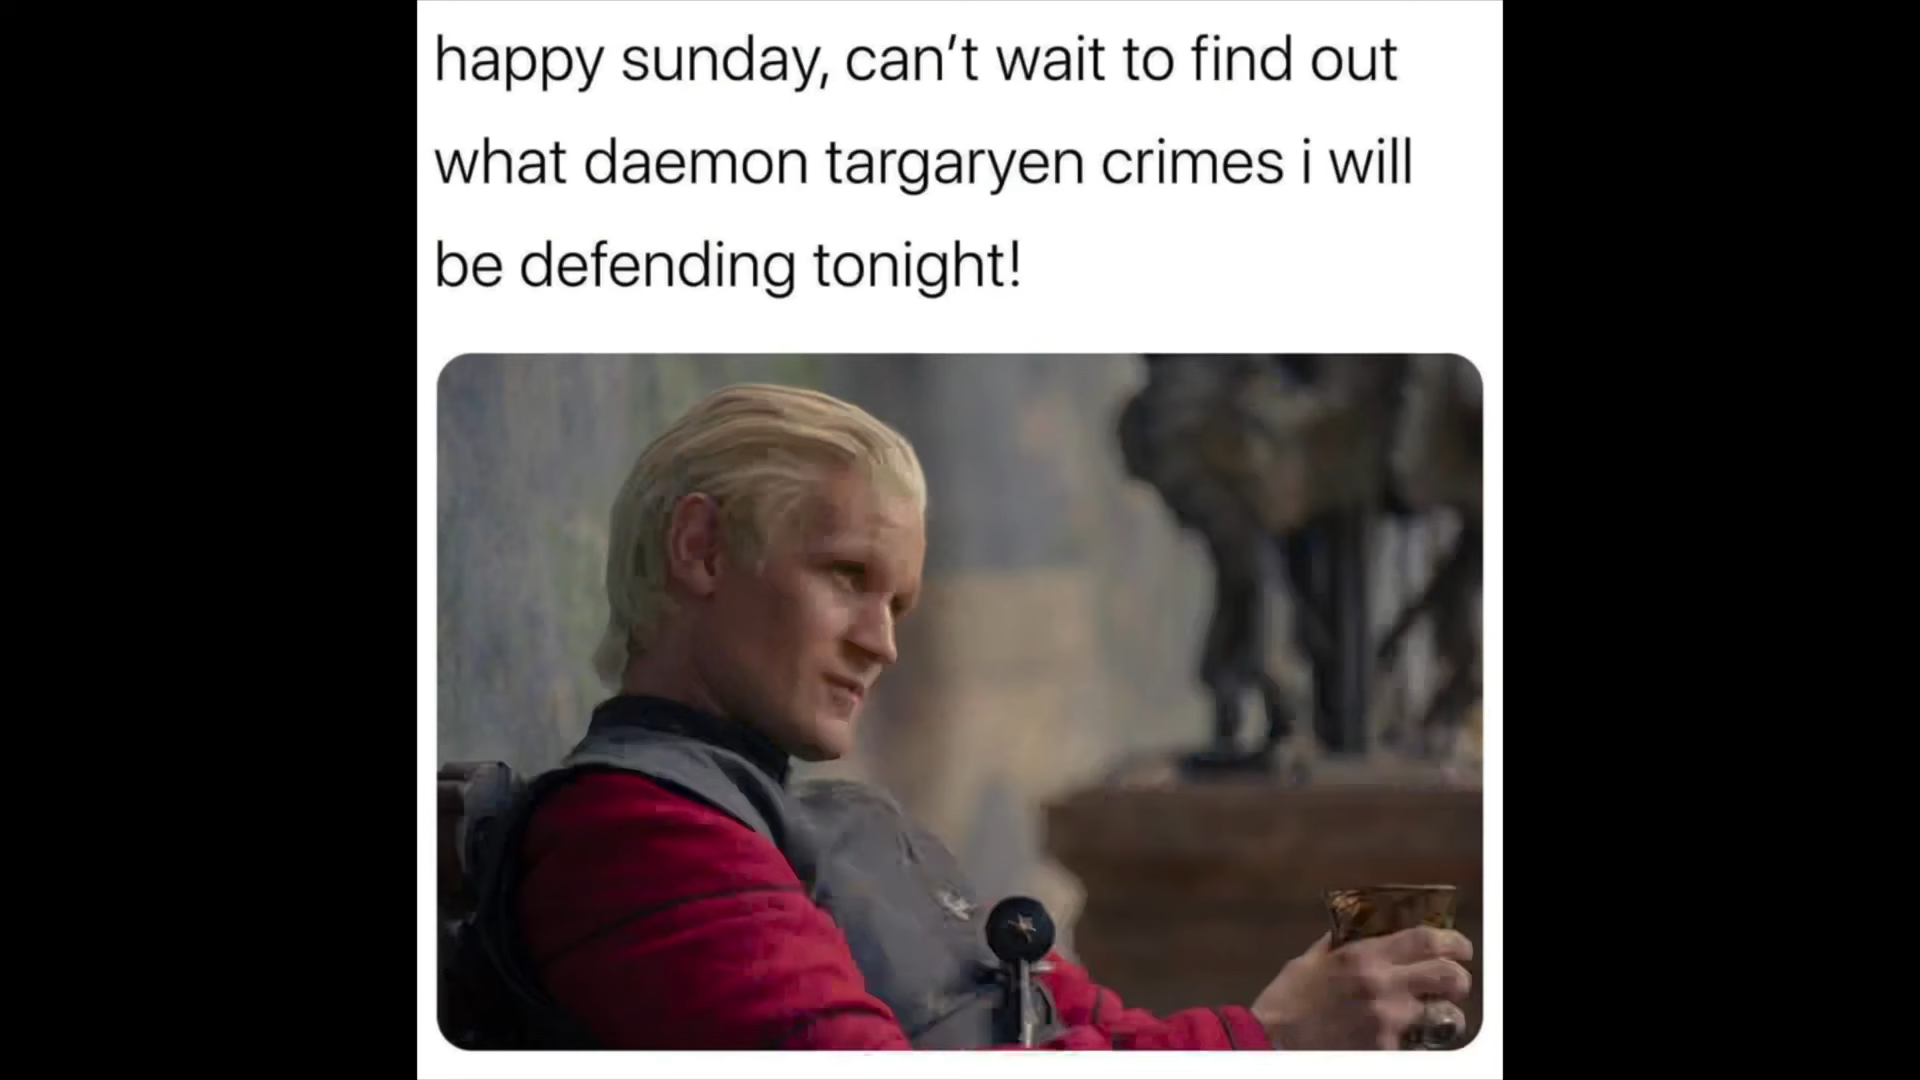 happy sunday, can’t wait to find out
what daemon targaryen crimes i will
be defending tonight!